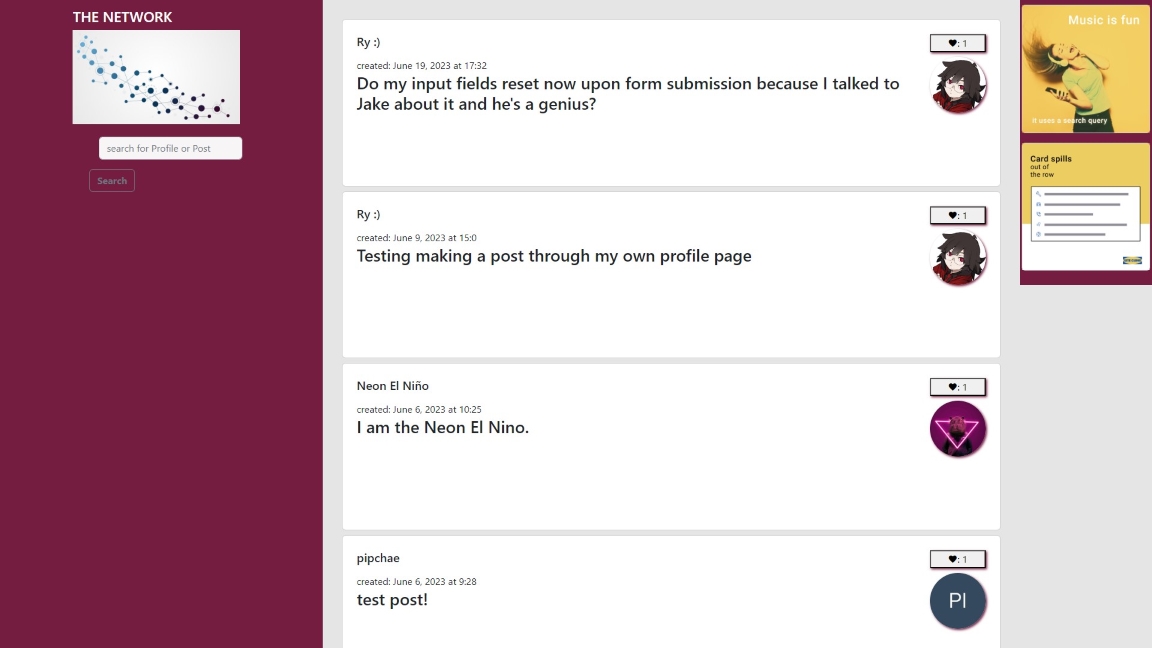 THE NETWORK
search for Profile or Post
Search
Ry :)
♥: 1
created: June 19, 2023 at 17:32
Do my input fields reset now upon form submission because I talked to
Jake about it and he's a genius?
Ry :)
♥: 1
created: June 9, 2023 at 15:0
Testing making a post through my own profile page
Neon El Niño
♥: 1
created: June 6, 2023 at 10:25
I am the Neon El Nino.
pipchae
♥: 1
created: June 6, 2023 at 9:28
test post!
PI
Music is fun
it uses a search query
Card spills
out of
the row